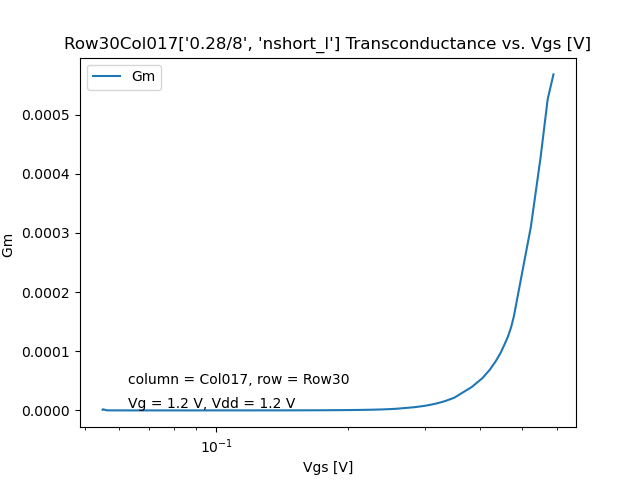 Row30Col017['0.28/8', 'nshort_l'] Transconductance vs. Vgs [V]
Gm
0.0005
0.0004
0.0003
0.0002
0.0001
0.0000
Gm
column = Col017, row = Row30
Vg = 1.2 V, Vdd = 1.2 V
10⁻¹
Vgs [V]